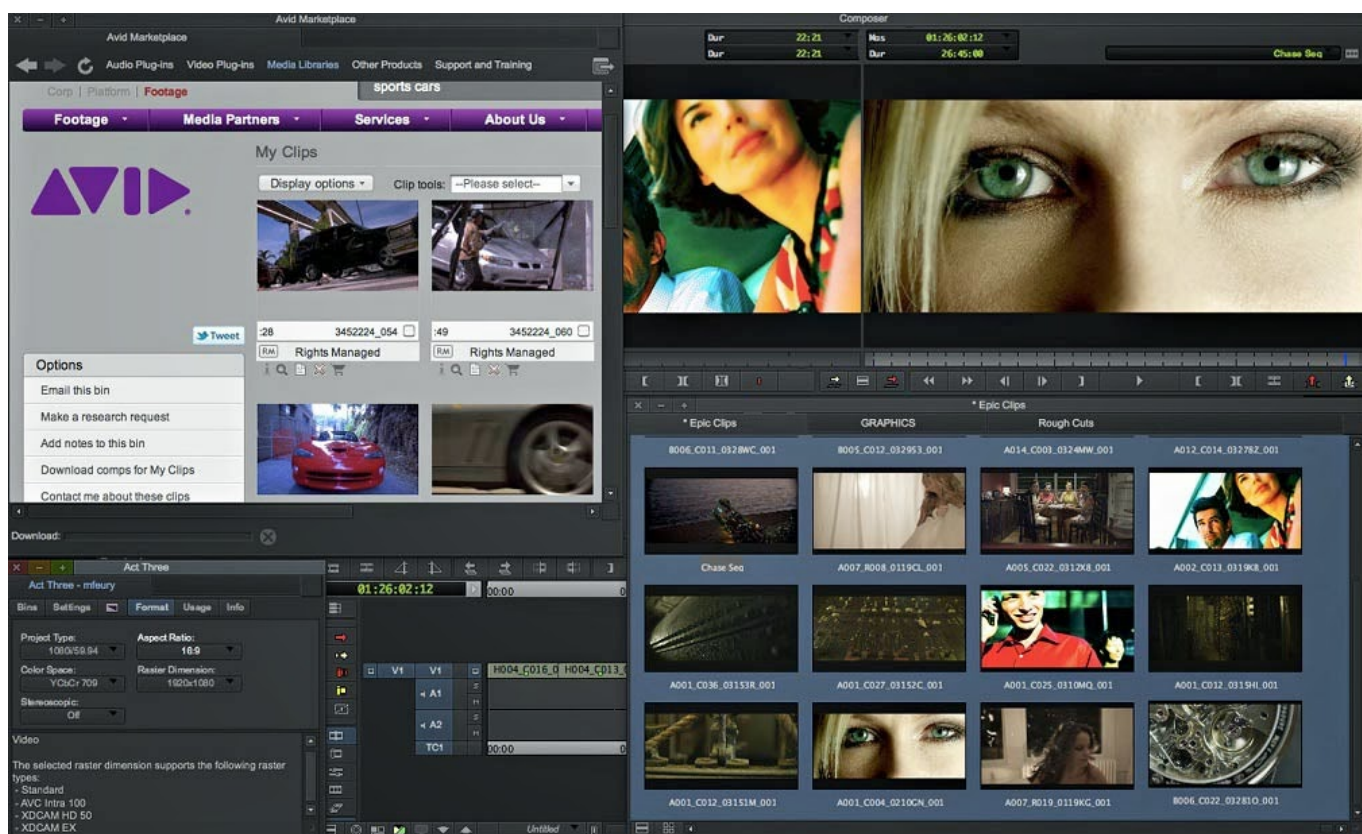 Avid Marketplace
Avid Marketplace
Audio Plug-ins Video Plug-ins Media Libraries Other Products Support and Training
Corp | Platform | Footage
sports cars
Footage Media Partners Services About Us
AVID
My Clips
Display options Clip tools: --Please select--
Tweet
:28 3452224_054
RM Rights Managed
:49 3452224_060
RM Rights Managed
Options
Email this bin
Make a research request
Add notes to this bin
Download comps for My Clips
Contact me about these clips
Download:
Composer
Dur 22:21
Dur 22:21
Mas 01:26:02:12
Dur 26:45:00
Chase Seq
* Epic Clips
* Epic Clips GRAPHICS Rough Cuts
B006_C011_0328WC_001 B005_C012_032953_001 A014_C003_0324MW_001 A012_C014_03278Z_001
Chase Seq A007_R008_0119CL_001 A005_C022_0312K8_001 A002_C013_0319K8_001
A001_C036_03153R_001 A001_C027_03152C_001 A001_C025_0310MQ_001 A001_C012_0315HI_001
A001_C012_03151M_001 A001_C004_0210GN_001 A007_R019_0119KG_001 B006_C022_03281O_001
Act Three
Act Three - mfeury
Bins Settings Format Usage Info
Project Type:
1080i/59.94
Aspect Ratio:
16:9
Color Space:
YCbCr 709
Raster Dimension:
1920x1080
Stereoscopic:
Off
Video
The selected raster dimension supports the following raster
types:
- Standard
- AVC Intra 100
- XDCAM HD 50
- XDCAM EX
01:26:02:12 00:00
V1 V1 H004_C016_0 H004_C013_0
A1
A2
TC1 00:00
Untitled